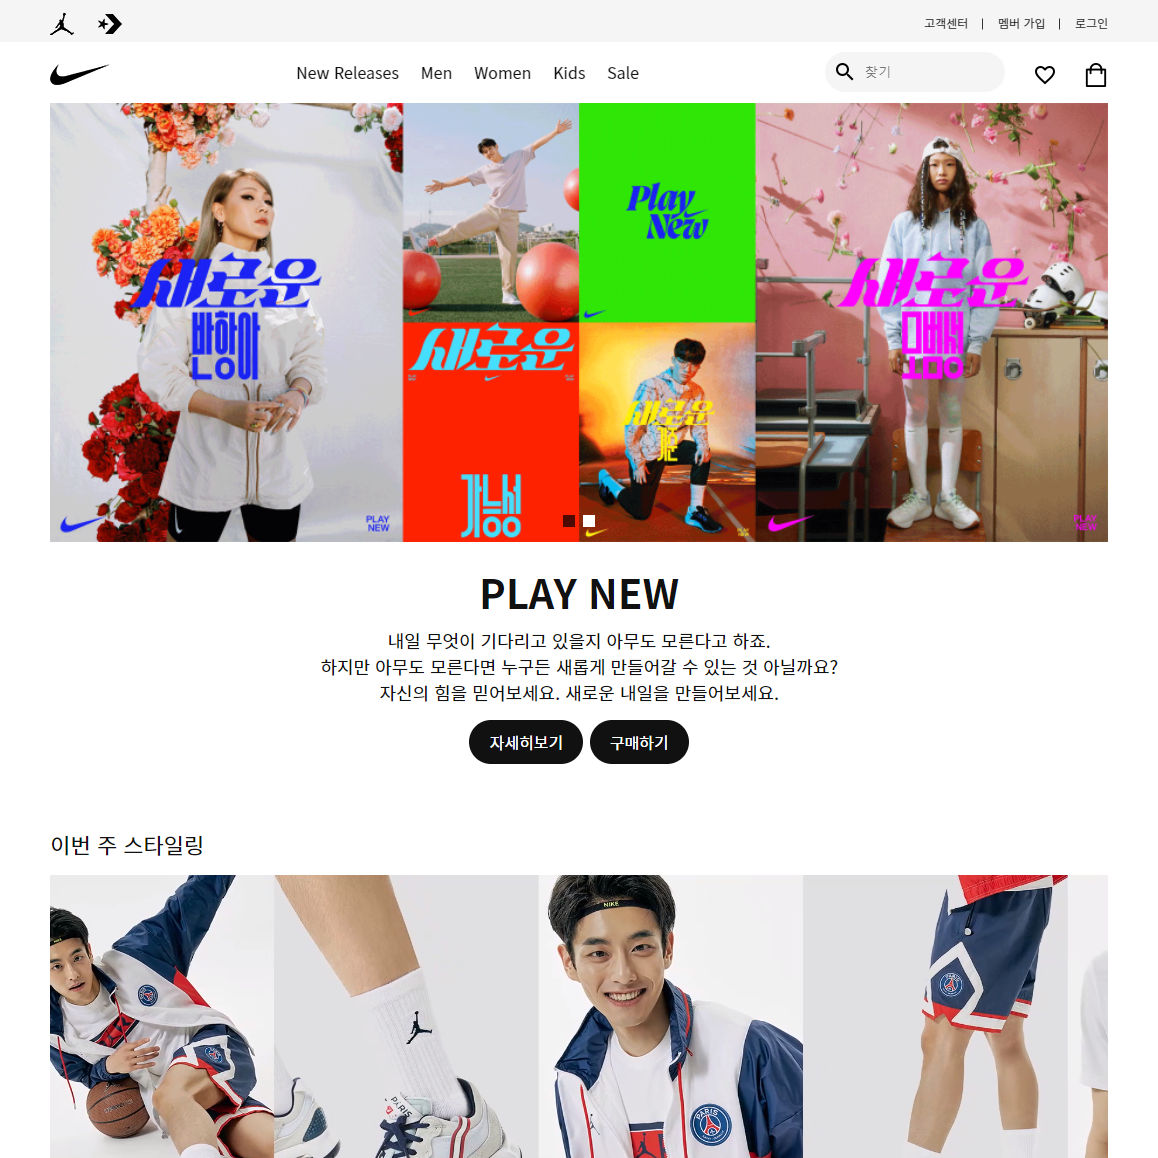 고객센터 | 멤버 가입 | 로그인
New Releases Men Women Kids Sale
찾기
새로운
반항아
PLAY
NEW
새로운
가능성
Play
New
새로운
기준
새로운
PLAY
NEW
PLAY NEW
내일 무엇이 기다리고 있을지 아무도 모른다고 하죠.
하지만 아무도 모른다면 누구든 새롭게 만들어갈 수 있는 것 아닐까요?
자신의 힘을 믿어보세요. 새로운 내일을 만들어보세요.
자세히보기 구매하기
이번 주 스타일링
NIKE
PARIS
PARIS